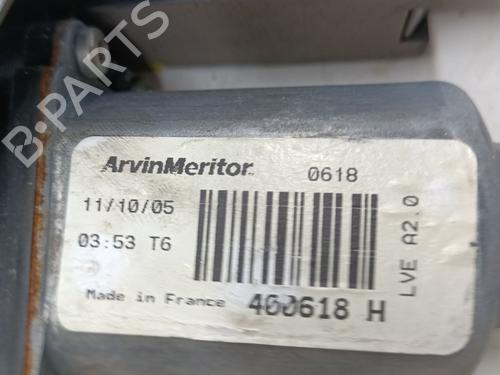 B-PARTS
ArvinMeritor 0618
11/10/05
03:53 T6
LVE A2.0
Made in France 400618 H